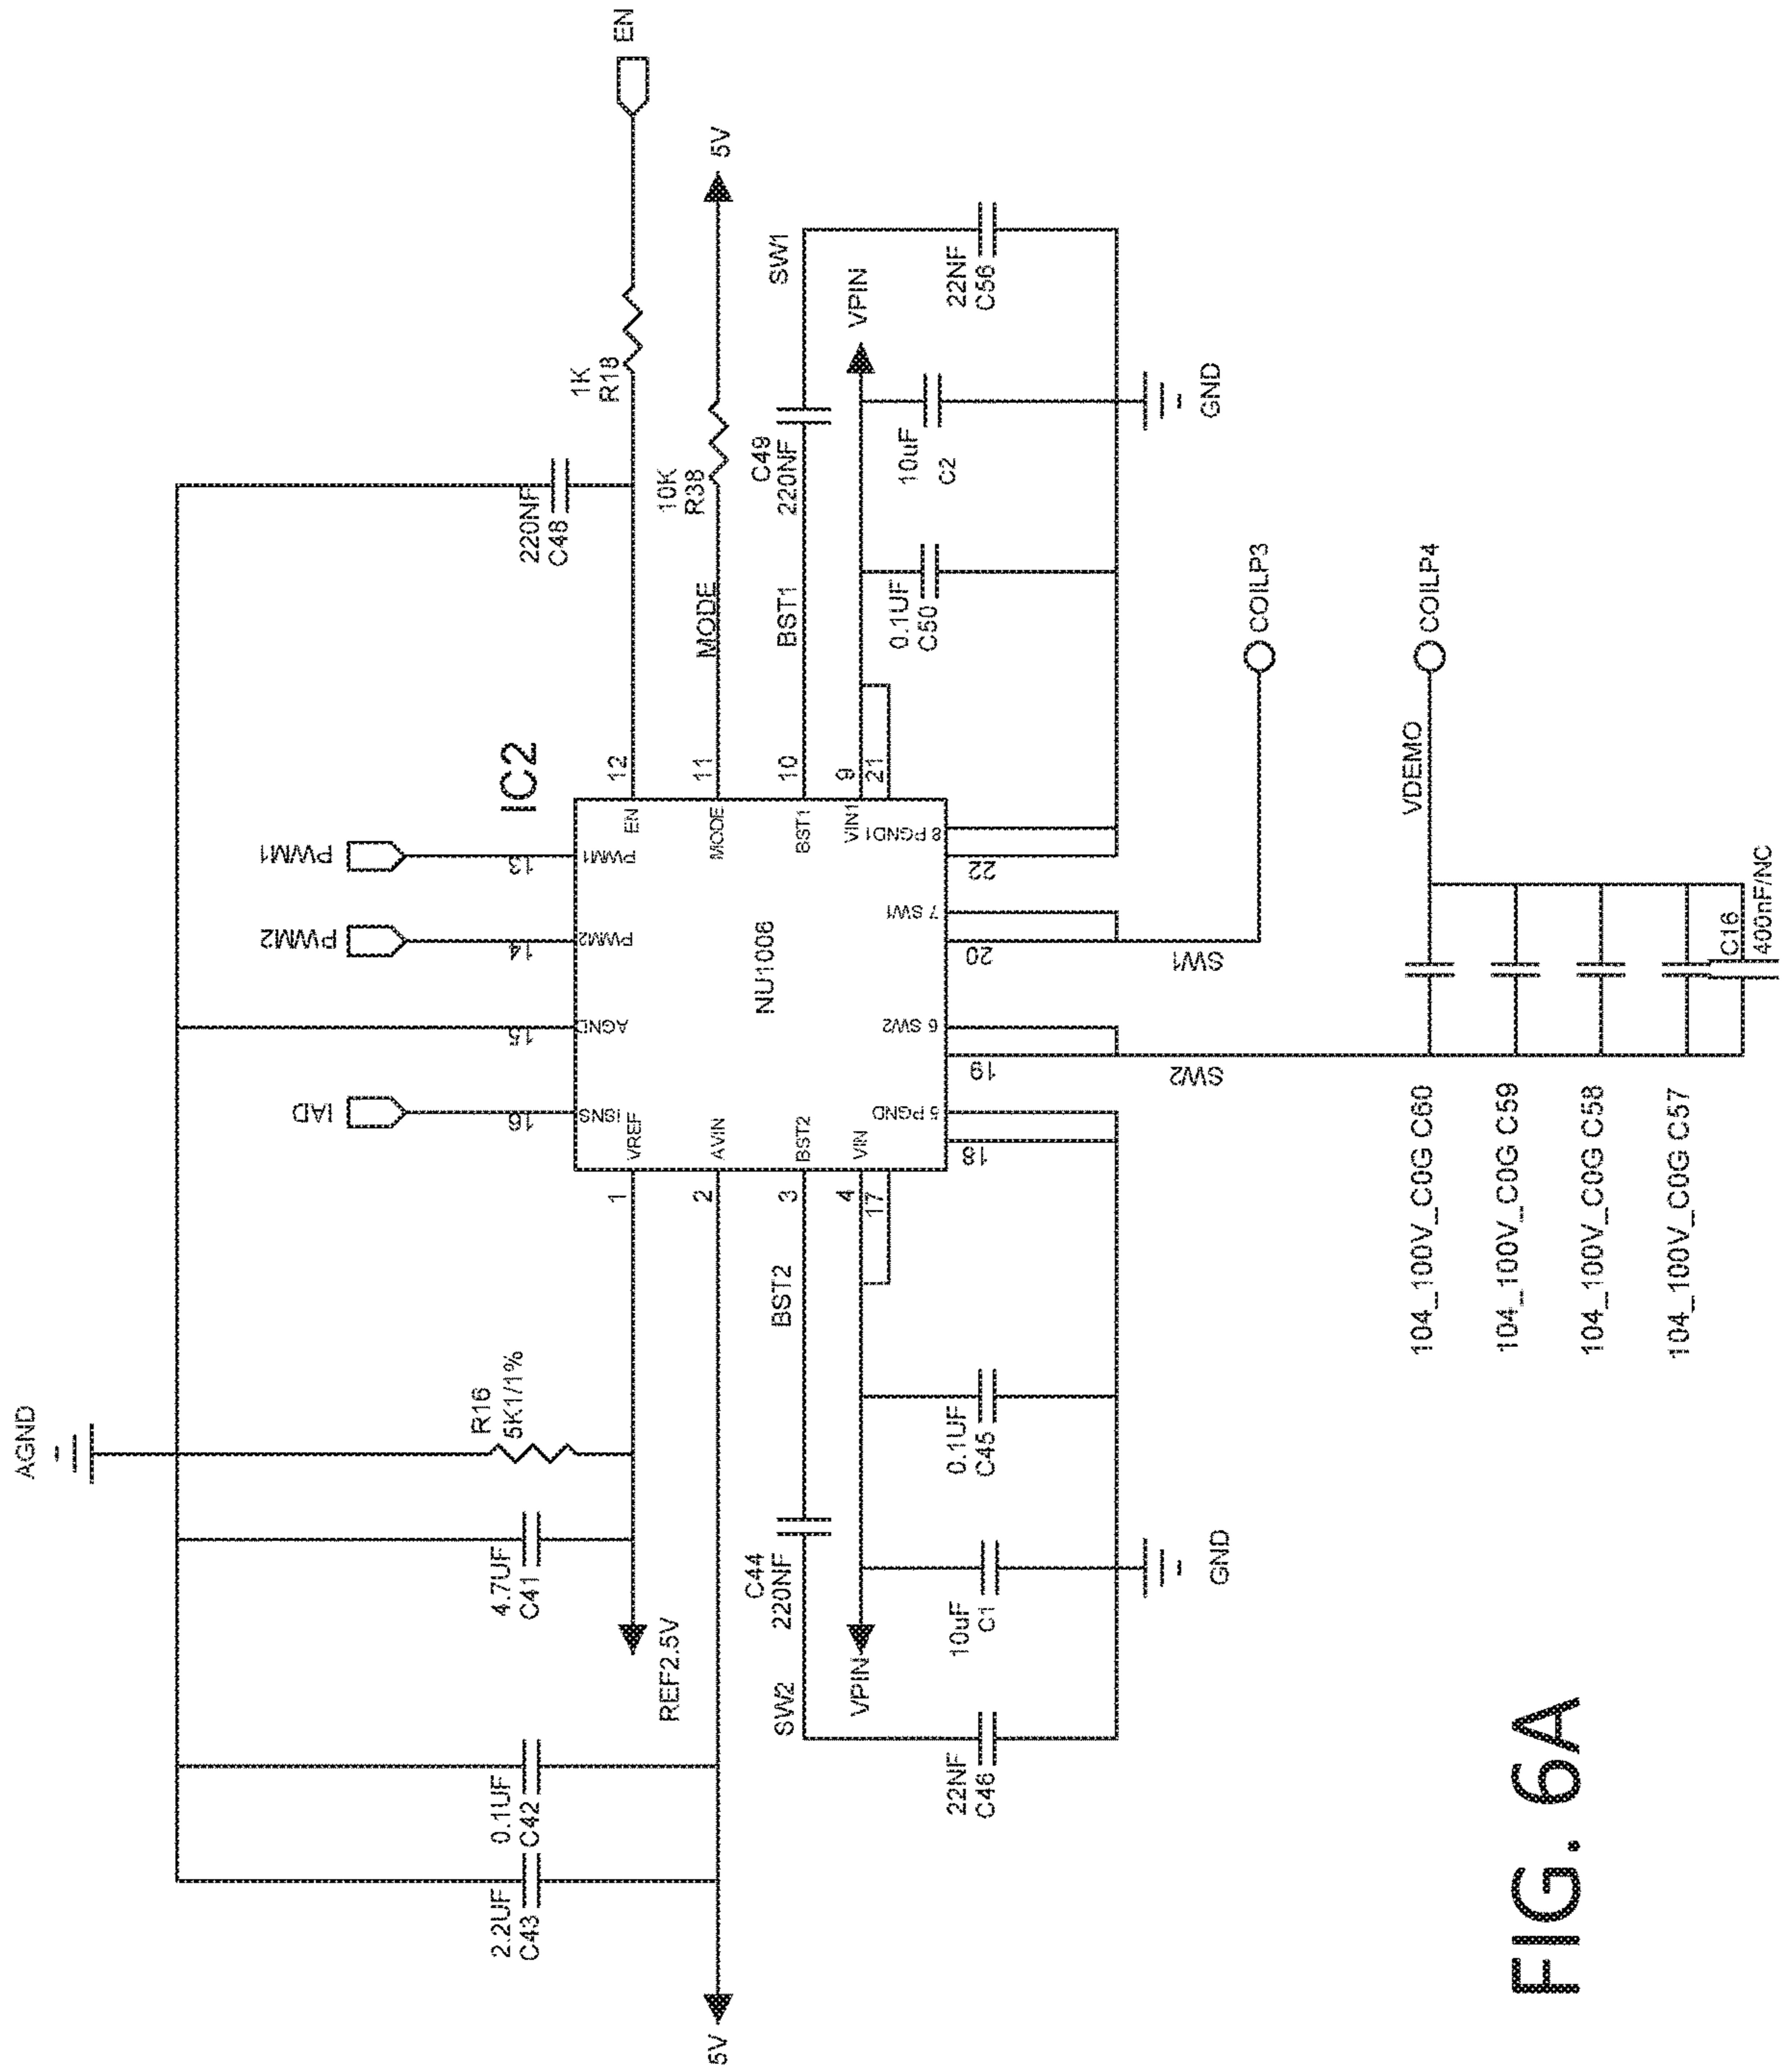 AGND
2.2UF
C43
0.1UF
C42
4.7UF
C41
R16
5K1/1%
REF2.5V
5V
IAD
PWM2
PWM1
IC2
220NF
C48
1K
R18
EN
10K
R38
5V
MODE
16
15
14
13
iSNS
AGND
PWM2
PWM1
1
VREF
2
AVIN
3
BST2
4
VIN
17
NU1006
EN
12
MODE
11
BST1
10
VIN1
9
21
5 PGND
6 SW2
7 SW1
8 PGND1
18
19
20
22
BST2
C44
220NF
SW2
VPIN
22NF
C46
10uF
C1
0.1UF
C45
GND
BST1
C49
220NF
SW1
VPIN
0.1UF
C50
10uF
C2
22NF
C56
GND
SW2
SW1
COILP3
VDEMO
COILP4
104_100V_C0G C60
104_100V_C0G C59
104_100V_C0G C58
104_100V_C0G C57
C16
400nF/NC
FIG. 6A